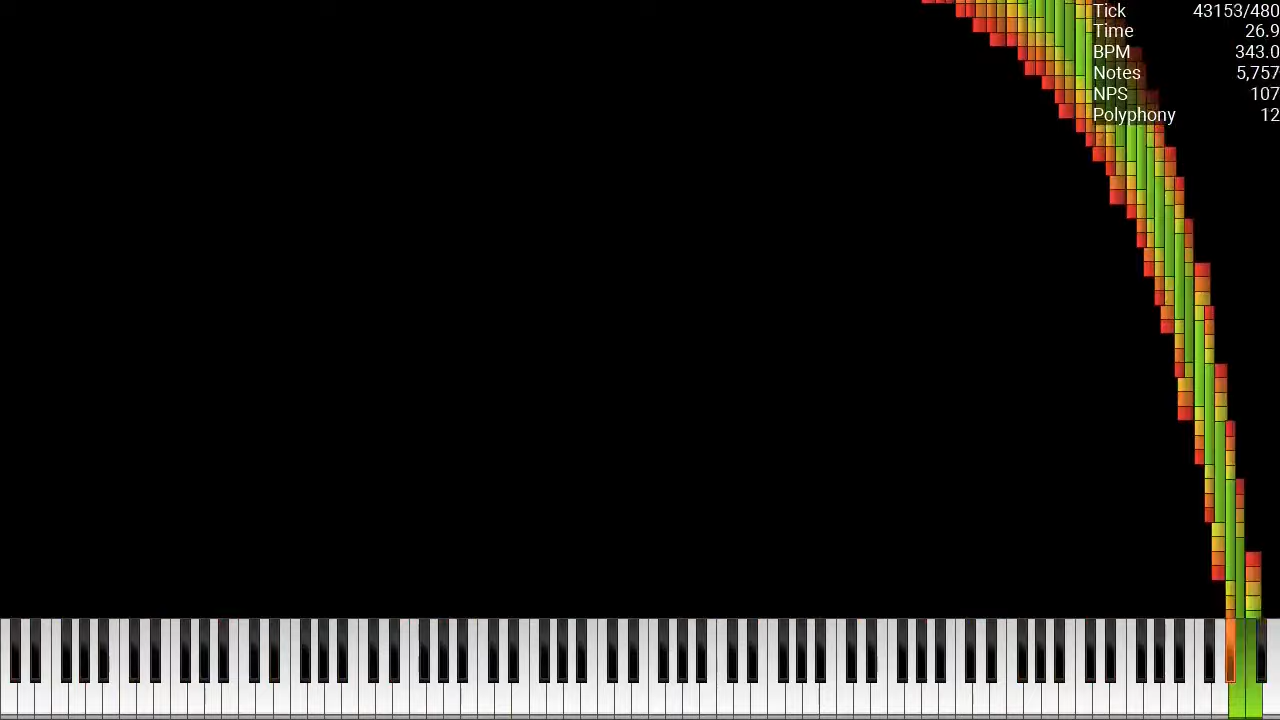 Tick 43153/480
Time 26.9
BPM 343.0
Notes 5,757
NPS 107
Polyphony 12